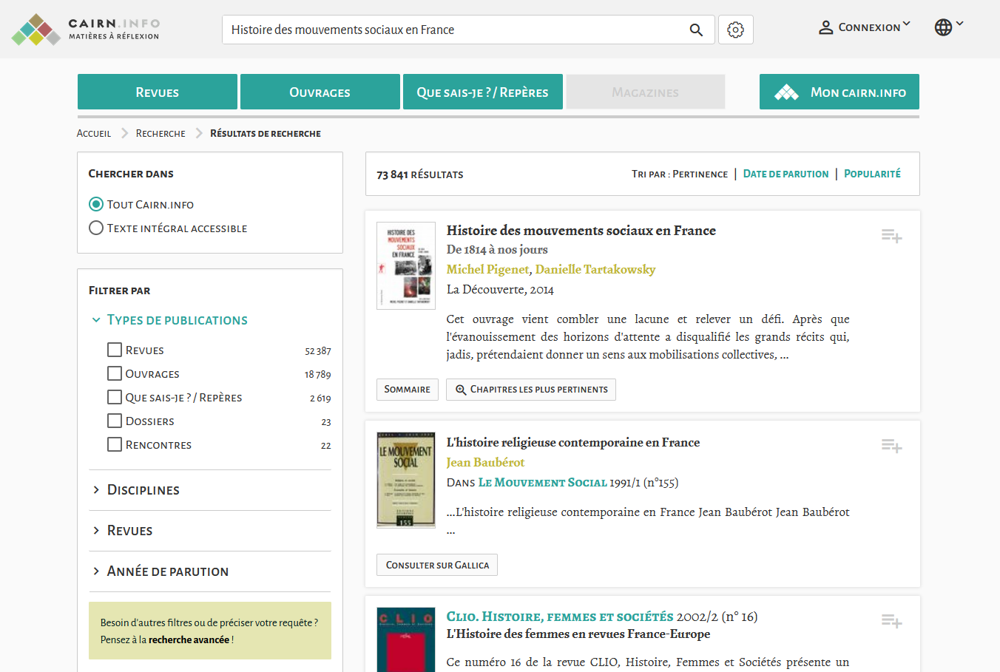 CAIRN.INFO
MATIÈRES À RÉFLEXION
Histoire des mouvements sociaux en France
Connexion
Revues
Ouvrages
Que sais-je ? / Repères
Magazines
Mon cairn.info
Accueil
Recherche
Résultats de recherche
Chercher dans
Tout Cairn.info
Texte intégral accessible
Filtrer par
Types de publications
Revues 52 387
Ouvrages 18 789
Que sais-je ? / Repères 2 619
Dossiers 23
Rencontres 22
Disciplines
Revues
Année de parution
Besoin d'autres filtres ou de préciser votre requête ?
Pensez à la recherche avancée !
73 841 résultats
Tri par : Pertinence | Date de parution | Popularité
HISTOIRE DES
MOUVEMENTS
SOCIAUX
EN FRANCE
Histoire des mouvements sociaux en France
De 1814 à nos jours
Michel Pigenet, Danielle Tartakowsky
La Découverte, 2014
Cet ouvrage vient combler une lacune et relever un défi. Après que
l'évanouissement des horizons d'attente a disqualifié les grands récits qui,
jadis, prétendaient donner un sens aux mobilisations collectives, ...
Sommaire
Chapitres les plus pertinents
LE MOUVEMENT
SOCIAL
155
L'histoire religieuse contemporaine en France
Jean Baubérot
Dans Le Mouvement Social 1991/1 (n°155)
...L'histoire religieuse contemporaine en France Jean Baubérot Jean Baubérot
...
Consulter sur Gallica
CLIO
Clio. Histoire, femmes et sociétés 2002/2 (n° 16)
L'Histoire des femmes en revues France-Europe
Ce numéro 16 de la revue CLIO, Histoire, Femmes et Sociétés présente un